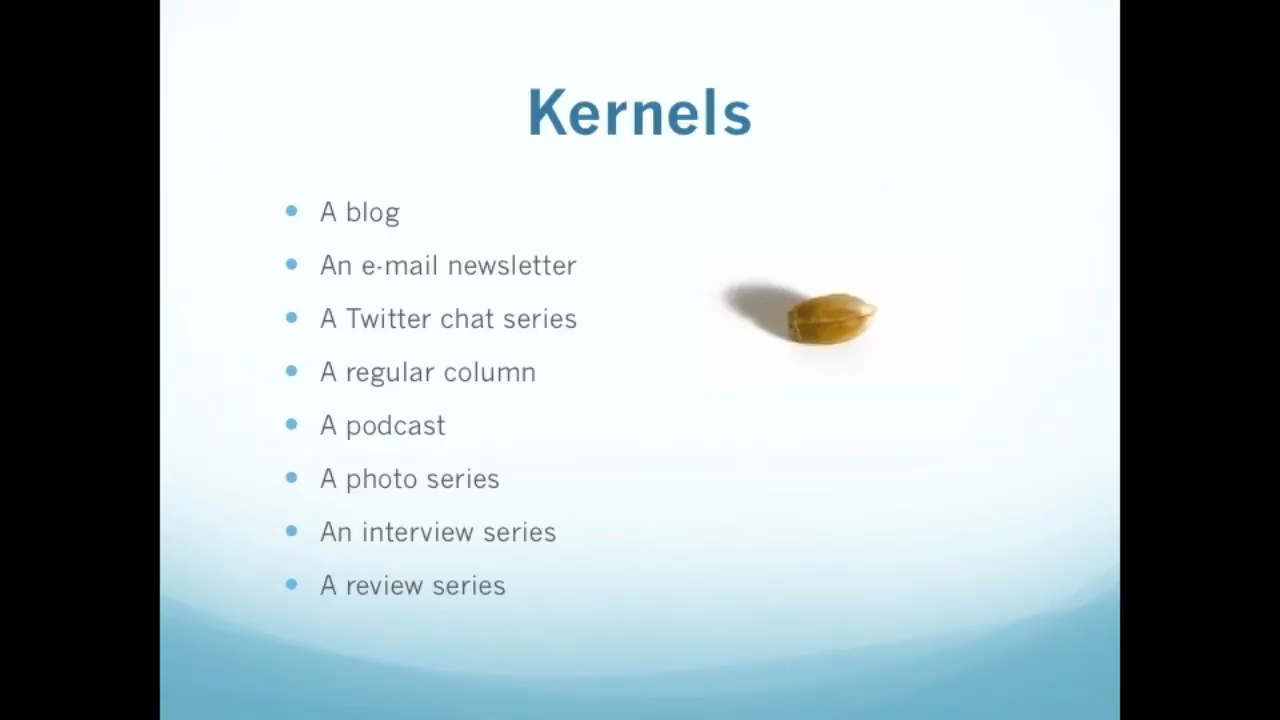 Kernels
A blog
An e-mail newsletter
A Twitter chat series
A regular column
A podcast
A photo series
An interview series
A review series